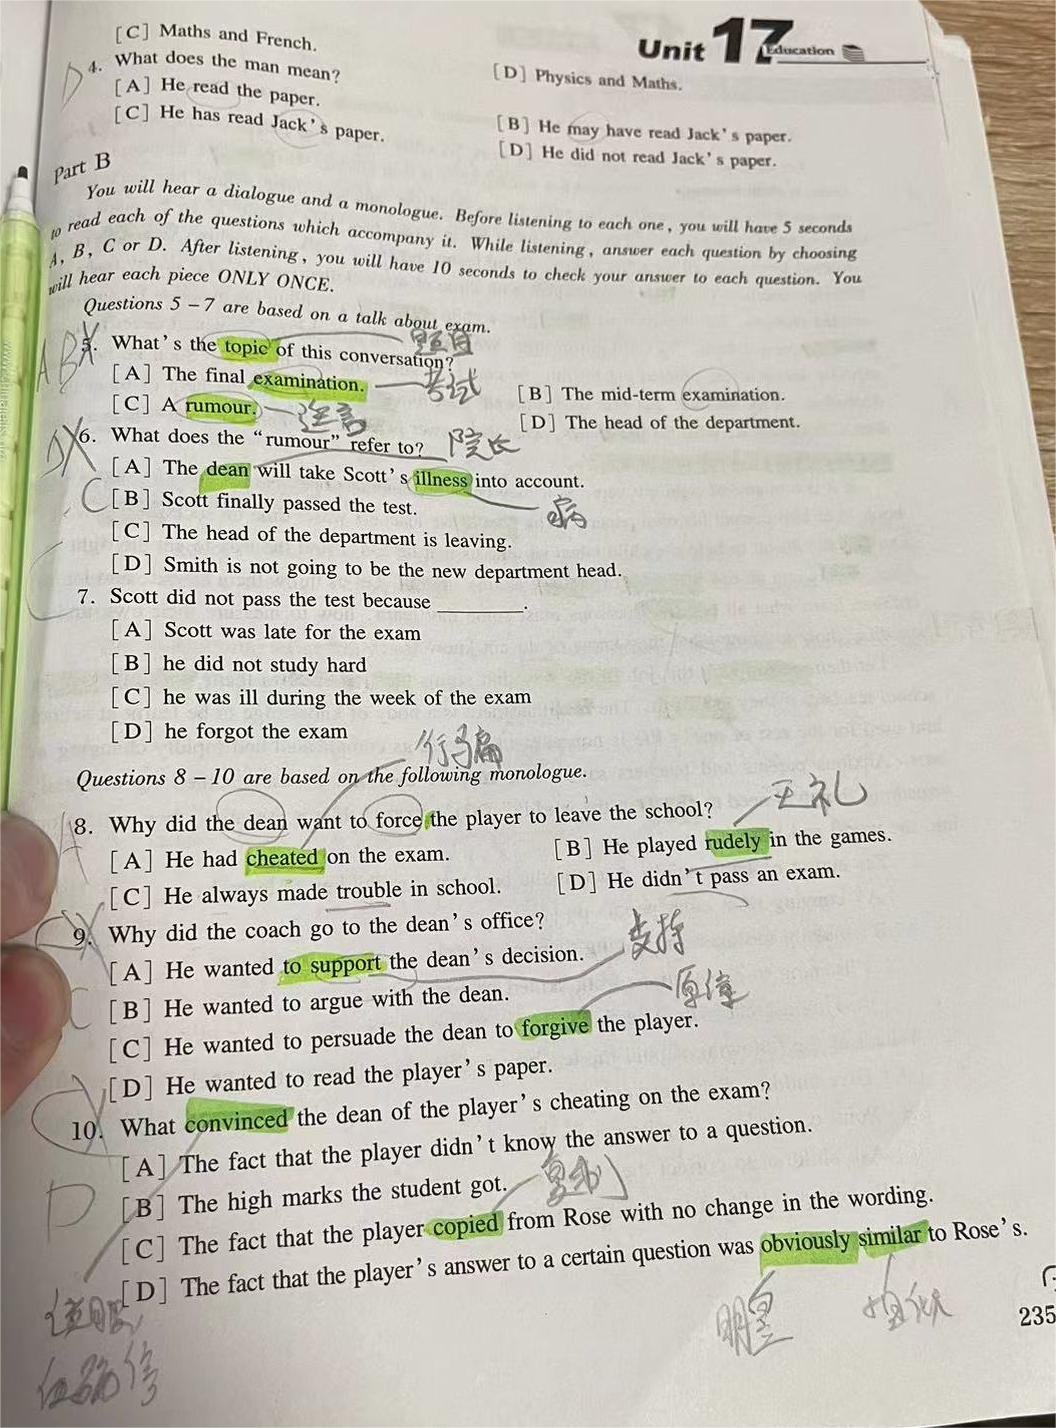 [C] Maths and French.
Unit 17 Education
D 4. What does the man mean?
[D] Physics and Maths.
[A] He read the paper.
[B] He may have read Jack's paper.
[C] He has read Jack's paper.
[D] He did not read Jack's paper.
Part B
You will hear a dialogue and a monologue. Before listening to each one, you will have 5 seconds
to read each of the questions which accompany it. While listening, answer each question by choosing
A, B, C or D. After listening, you will have 10 seconds to check your answer to each question. You
will hear each piece ONLY ONCE.
Questions 5 – 7 are based on a talk about exam.
题目
A B 5. What's the topic of this conversation?
[A] The final examination. 考试
[B] The mid-term examination.
[C] A rumour. 谣言
[D] The head of the department.
D 6. What does the “rumour” refer to? 院长
[A] The dean will take Scott's illness into account.
C [B] Scott finally passed the test. 病
[C] The head of the department is leaving.
[D] Smith is not going to be the new department head.
C 7. Scott did not pass the test because ________.
[A] Scott was late for the exam
[B] he did not study hard
[C] he was ill during the week of the exam
[D] he forgot the exam
行骗
Questions 8 – 10 are based on the following monologue.
无礼
A 8. Why did the dean want to force the player to leave the school?
[A] He had cheated on the exam.
[B] He played rudely in the games.
[C] He always made trouble in school.
[D] He didn't pass an exam.
9. Why did the coach go to the dean's office?
支持
[A] He wanted to support the dean's decision.
C [B] He wanted to argue with the dean.
原谅
[C] He wanted to persuade the dean to forgive the player.
[D] He wanted to read the player's paper.
10. What convinced the dean of the player's cheating on the exam?
[A] The fact that the player didn't know the answer to a question.
D [B] The high marks the student got. 复制
[C] The fact that the player copied from Rose with no change in the wording.
[D] The fact that the player's answer to a certain question was obviously similar to Rose's.
说服
明显
相似
235